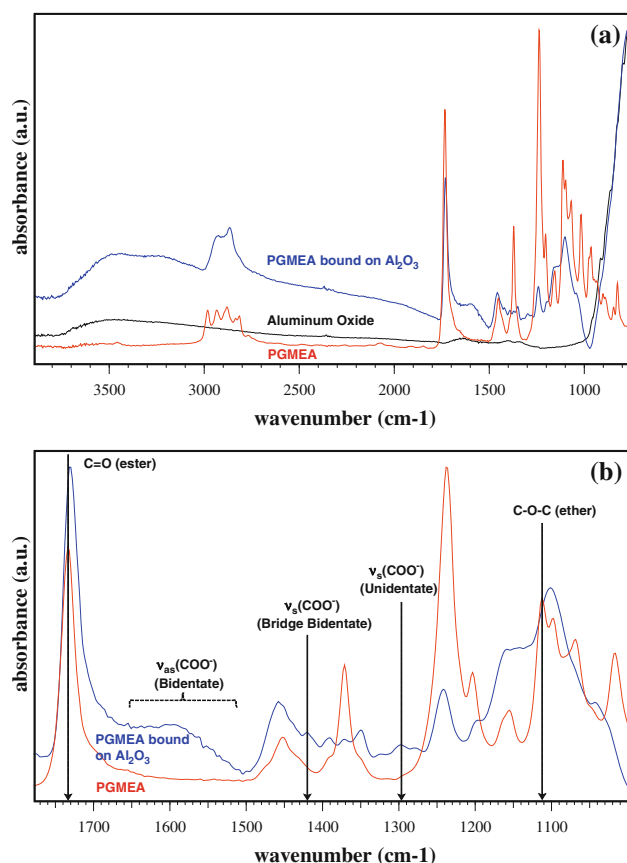 (a)
absorbance (a.u.)
PGMEA bound on Al₂O₃
Aluminum Oxide
PGMEA
3500 3000 2500 2000 1500 1000
wavenumber (cm-1)
(b)
absorbance (a.u.)
C=O (ester)
C-O-C (ether)
νs(COO⁻)
(Unidentate)
νs(COO⁻)
(Bridge Bidentate)
νas(COO⁻)
(Bidentate)
PGMEA bound
on Al₂O₃
PGMEA
1700 1600 1500 1400 1300 1200 1100
wavenumber (cm-1)